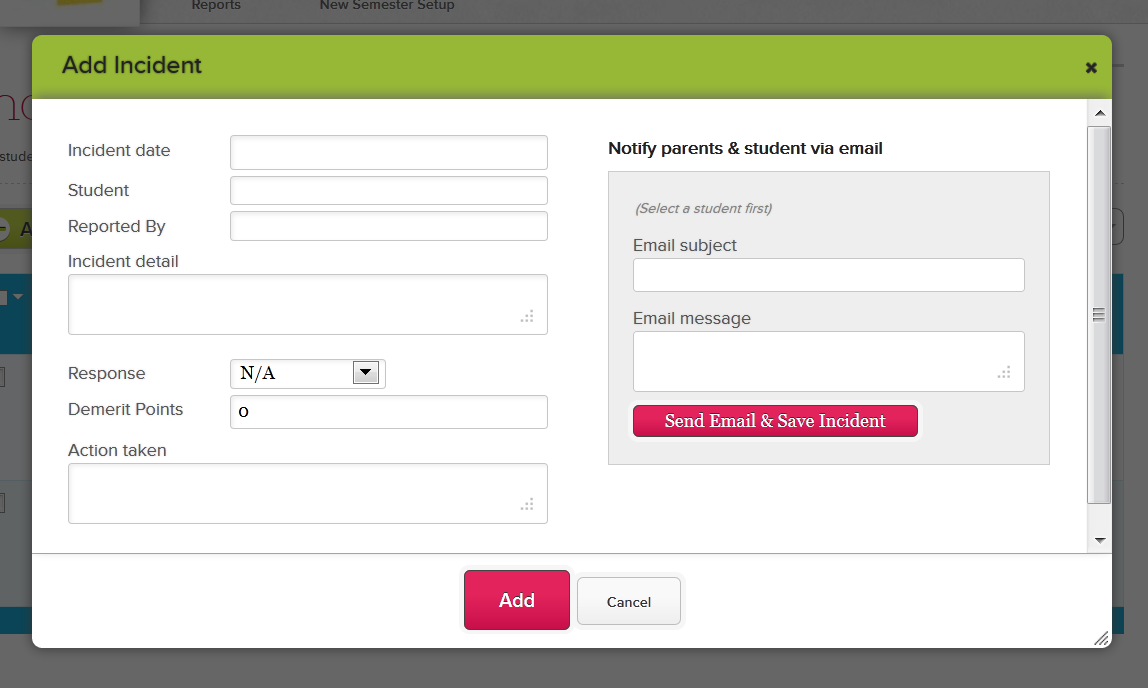 Reports New Semester Setup
Add Incident
stude
A
Incident date
Student
Reported By
Incident detail
Response N/A
Demerit Points 0
Action taken
Notify parents & student via email
(Select a student first)
Email subject
Email message
Send Email & Save Incident
Add Cancel